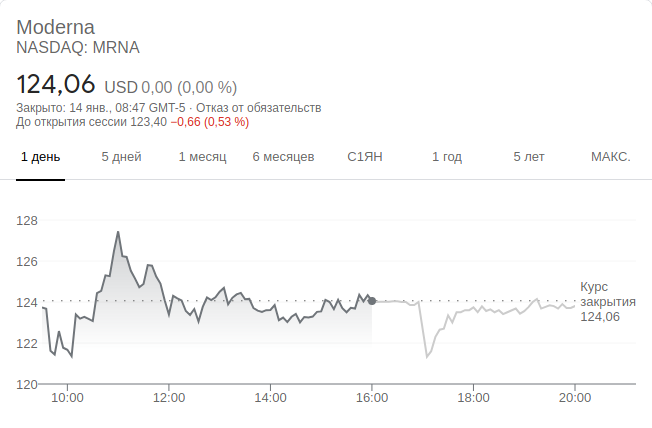 Moderna
NASDAQ: MRNA
124,06 USD 0,00 (0,00 %)
Закрыто: 14 янв., 08:47 GMT-5 · Отказ от обязательств
До открытия сессии 123,40 −0,66 (0,53 %)
1 день 5 дней 1 месяц 6 месяцев С1ЯН 1 год 5 лет МАКС.
128
126
124
122
120
Курс
закрытия
124,06
10:00 12:00 14:00 16:00 18:00 20:00